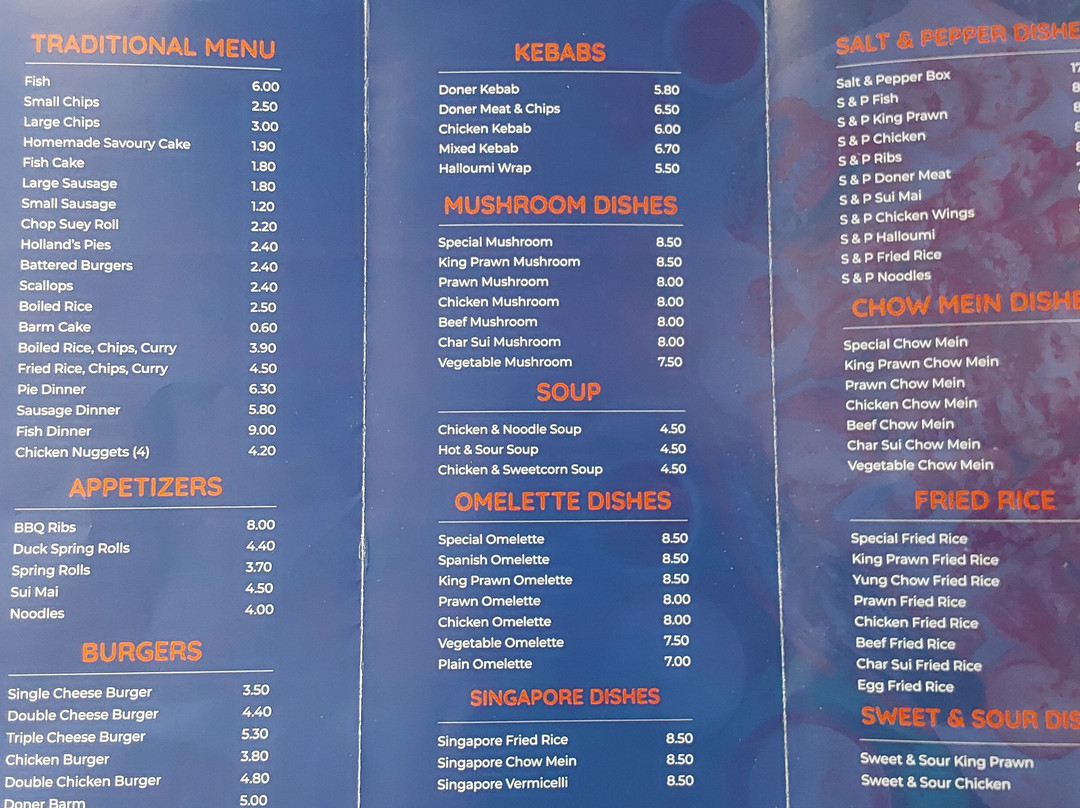 TRADITIONAL MENU
Fish 6.00
Small Chips 2.50
Large Chips 3.00
Homemade Savoury Cake 1.90
Fish Cake 1.80
Large Sausage 1.80
Small Sausage 1.20
Chop Suey Roll 2.20
Holland's Pies 2.40
Battered Burgers 2.40
Scallops 2.40
Boiled Rice 2.50
Barm Cake 0.60
Boiled Rice, Chips, Curry 3.90
Fried Rice, Chips, Curry 4.50
Pie Dinner 6.30
Sausage Dinner 5.80
Fish Dinner 9.00
Chicken Nuggets (4) 4.20
APPETIZERS
BBQ Ribs 8.00
Duck Spring Rolls 4.40
Spring Rolls 3.70
Sui Mai 4.50
Noodles 4.00
BURGERS
Single Cheese Burger 3.50
Double Cheese Burger 4.40
Triple Cheese Burger 5.30
Chicken Burger 3.80
Double Chicken Burger 4.80
Doner Barm 5.00
KEBABS
Doner Kebab 5.80
Doner Meat & Chips 6.50
Chicken Kebab 6.00
Mixed Kebab 6.70
Halloumi Wrap 5.50
MUSHROOM DISHES
Special Mushroom 8.50
King Prawn Mushroom 8.50
Prawn Mushroom 8.00
Chicken Mushroom 8.00
Beef Mushroom 8.00
Char Sui Mushroom 8.00
Vegetable Mushroom 7.50
SOUP
Chicken & Noodle Soup 4.50
Hot & Sour Soup 4.50
Chicken & Sweetcorn Soup 4.50
OMELETTE DISHES
Special Omelette 8.50
Spanish Omelette 8.50
King Prawn Omelette 8.50
Prawn Omelette 8.00
Chicken Omelette 8.00
Vegetable Omelette 7.50
Plain Omelette 7.00
SINGAPORE DISHES
Singapore Fried Rice 8.50
Singapore Chow Mein 8.50
Singapore Vermicelli 8.50
SALT & PEPPER DISHE
Salt & Pepper Box
S & P Fish
S & P King Prawn
S & P Chicken
S & P Ribs
S & P Doner Meat
S & P Sui Mai
S & P Chicken Wings
S & P Halloumi
S & P Fried Rice
S & P Noodles
CHOW MEIN DISHE
Special Chow Mein
King Prawn Chow Mein
Prawn Chow Mein
Chicken Chow Mein
Beef Chow Mein
Char Sui Chow Mein
Vegetable Chow Mein
FRIED RICE
Special Fried Rice
King Prawn Fried Rice
Yung Chow Fried Rice
Prawn Fried Rice
Chicken Fried Rice
Beef Fried Rice
Char Sui Fried Rice
Egg Fried Rice
SWEET & SOUR DIS
Sweet & Sour King Prawn
Sweet & Sour Chicken